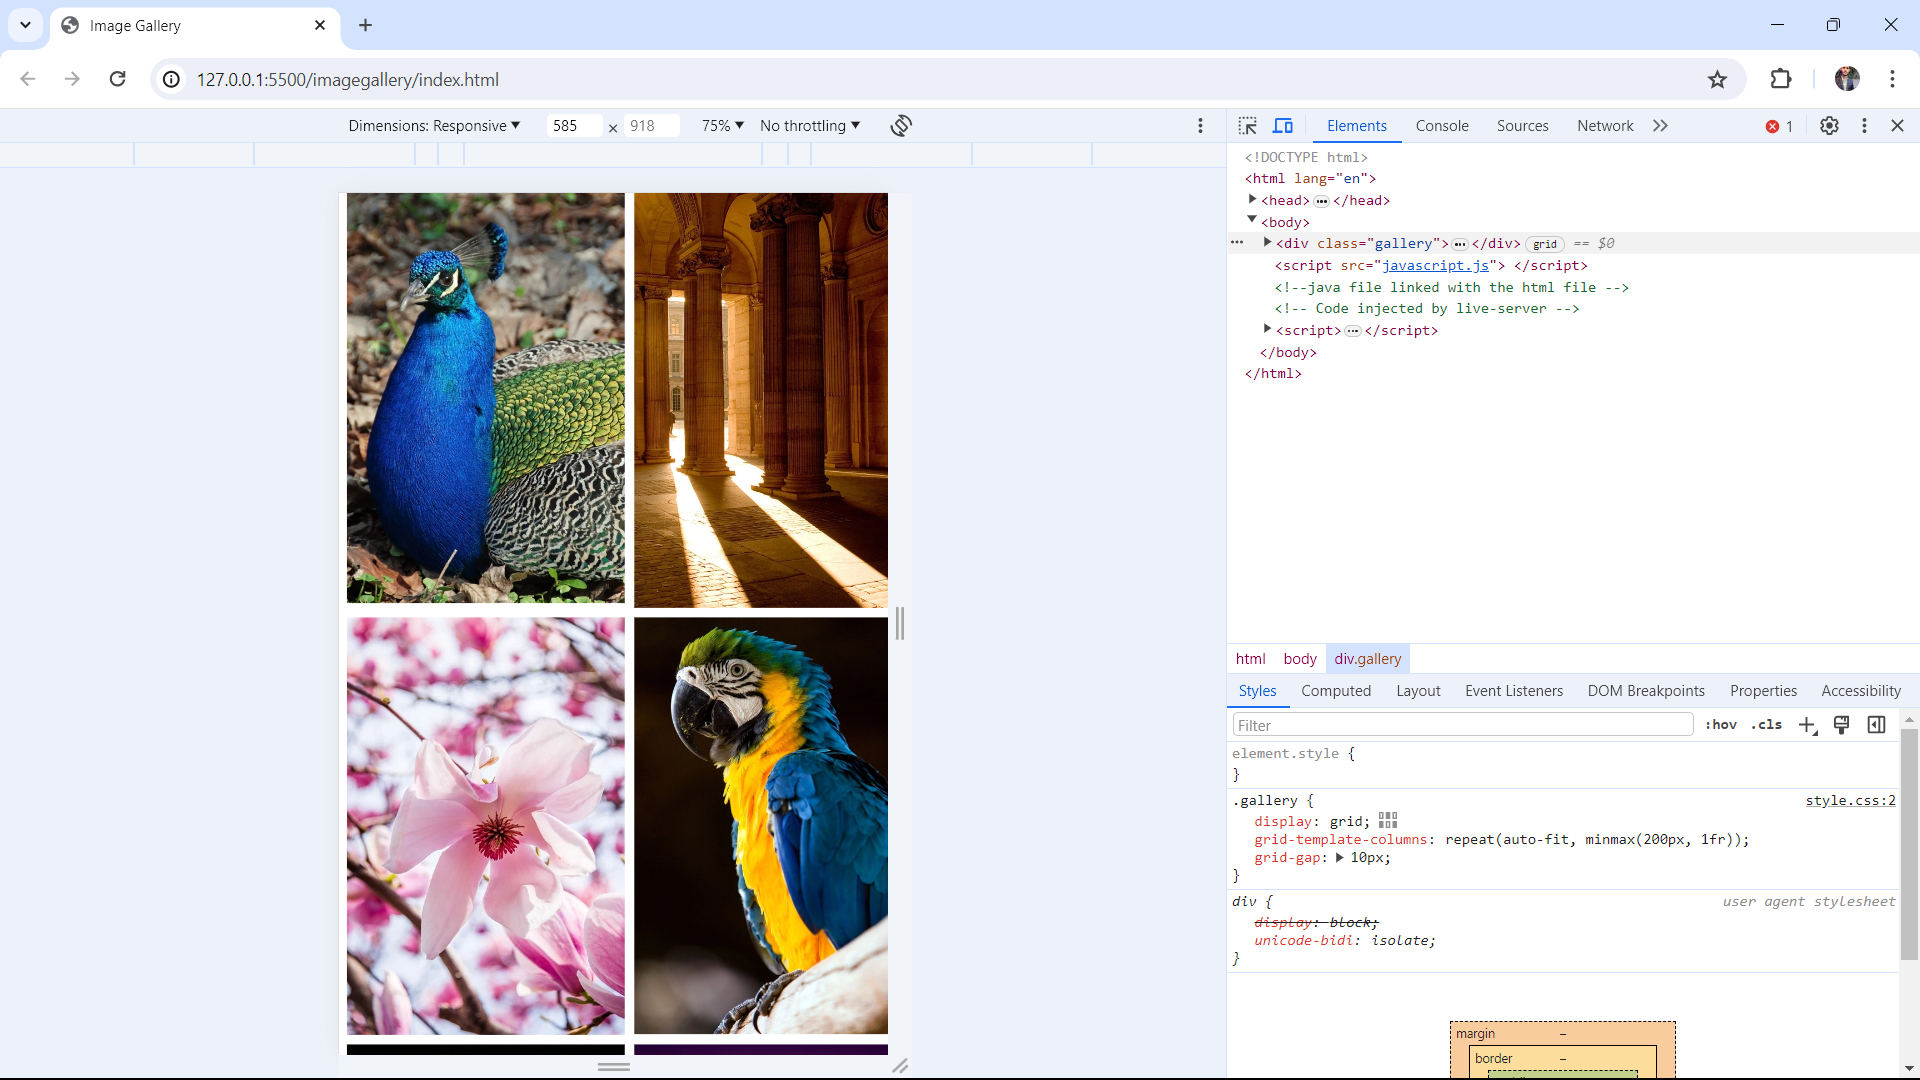 Image Gallery
127.0.0.1:5500/imagegallery/index.html
Dimensions: Responsive 585 × 918 75% No throttling
Elements Console Sources Network 1
<!DOCTYPE html>
<html lang="en">
<head> ... </head>
<body>
... <div class="gallery"> ... </div> grid == $0
<script src="javascript.js"> </script>
<!--java file linked with the html file -->
<!-- Code injected by live-server -->
<script> ... </script>
</body>
</html>
html body div.gallery
Styles Computed Layout Event Listeners DOM Breakpoints Properties Accessibility
Filter :hov .cls
element.style {
}
.gallery { style.css:2
display: grid;
grid-template-columns: repeat(auto-fit, minmax(200px, 1fr));
grid-gap: 10px;
}
div { user agent stylesheet
display: block;
unicode-bidi: isolate;
}
margin –
border –